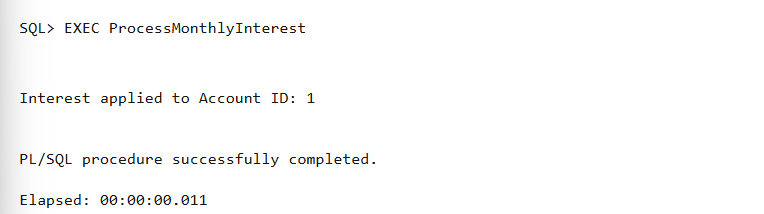 SQL> EXEC ProcessMonthlyInterest
Interest applied to Account ID: 1
PL/SQL procedure successfully completed.
Elapsed: 00:00:00.011